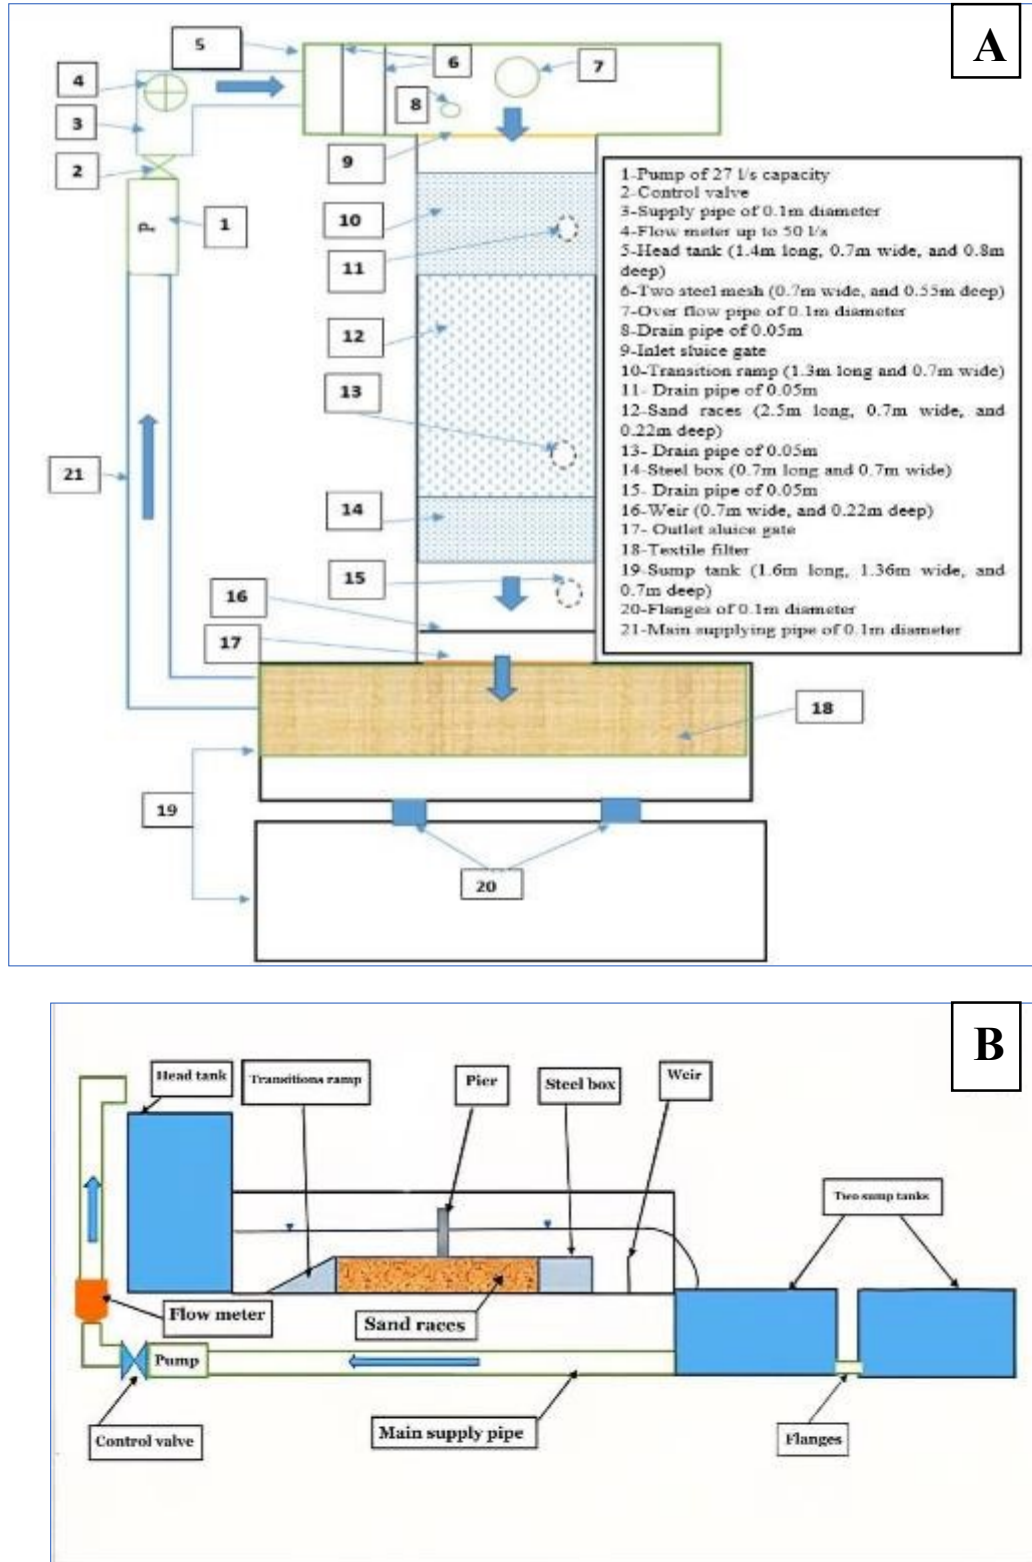 A
5
6
7
4
8
3
9
2
10
1
P
11
12
13
21
14
15
16
17
18
19
20
1-Pump of 27 l/s capacity
2-Control valve
3-Supply pipe of 0.1m diameter
4-Flow meter up to 50 l/s
5-Head tank (1.4m long, 0.7m wide, and 0.8m
deep)
6-Two steel mesh (0.7m wide, and 0.55m deep)
7-Over flow pipe of 0.1m diameter
8-Drain pipe of 0.05m
9-Inlet sluice gate
10-Transition ramp (1.3m long and 0.7m wide)
11- Drain pipe of 0.05m
12-Sand races (2.5m long, 0.7m wide, and
0.22m deep)
13- Drain pipe of 0.05m
14-Steel box (0.7m long and 0.7m wide)
15- Drain pipe of 0.05m
16-Weir (0.7m wide, and 0.22m deep)
17- Outlet sluice gate
18-Textile filter
19-Sump tank (1.6m long, 1.36m wide, and
0.7m deep)
20-Flanges of 0.1m diameter
21-Main supplying pipe of 0.1m diameter
B
Head tank
Transitions ramp
Pier
Steel box
Weir
Two sump tanks
Flow meter
Sand races
Pump
Control valve
Main supply pipe
Flanges